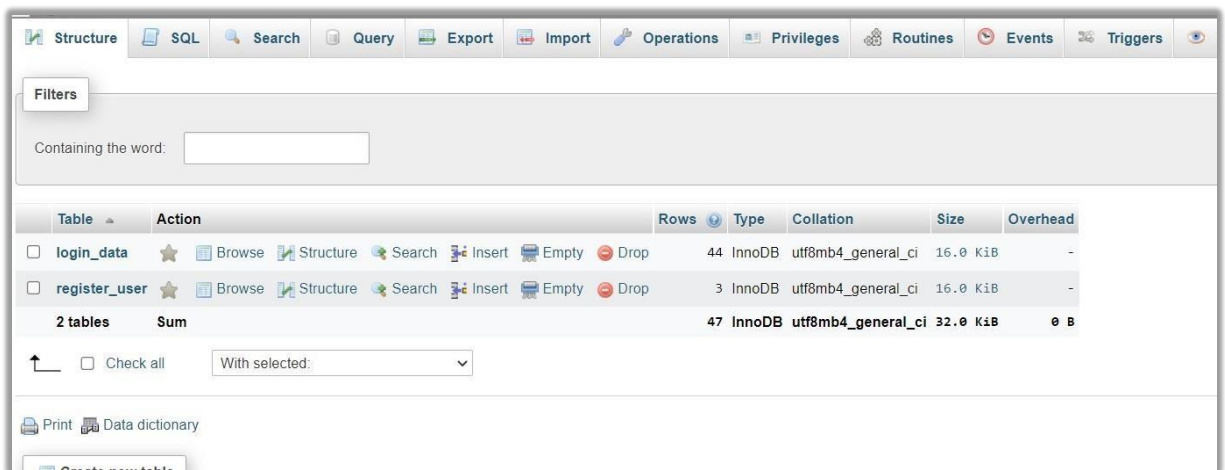 Structure SQL Search Query Export Import Operations Privileges Routines Events Triggers
Filters
Containing the word:
Table Action Rows Type Collation Size Overhead
login_data Browse Structure Search Insert Empty Drop 44 InnoDB utf8mb4_general_ci 16.0 KiB -
register_user Browse Structure Search Insert Empty Drop 3 InnoDB utf8mb4_general_ci 16.0 KiB -
2 tables Sum 47 InnoDB utf8mb4_general_ci 32.0 KiB 0 B
Check all With selected:
Print Data dictionary
Create new table